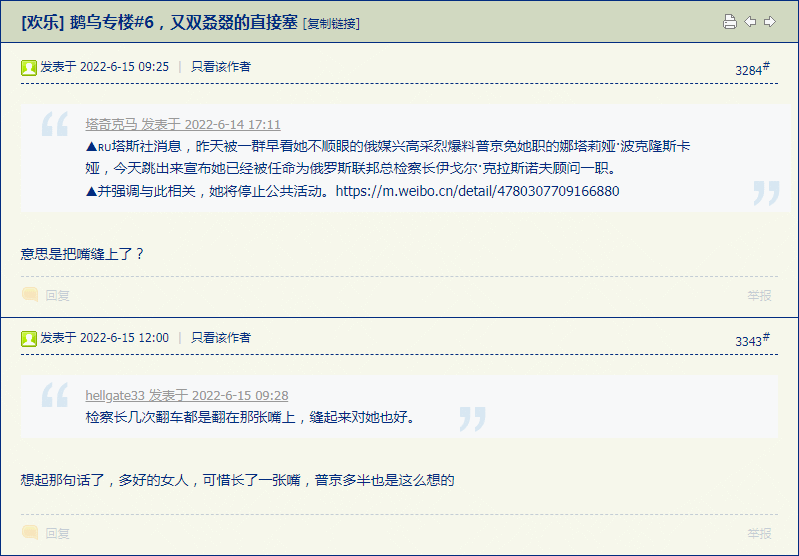 [欢乐] 鹅乌专楼#6，又双叒叕的直接塞 [复制链接]
发表于 2022-6-15 09:25 | 只看该作者
3284#
塔奇克马 发表于 2022-6-14 17:11
▲RU塔斯社消息，昨天被一群早看她不顺眼的俄媒兴高采烈爆料普京免她职的娜塔莉娅·波克隆斯卡
娅，今天跳出来宣布她已经被任命为俄罗斯联邦总检察长伊戈尔·克拉斯诺夫顾问一职。
▲并强调与此相关，她将停止公共活动。https://m.weibo.cn/detail/4780307709166880
意思是把嘴缝上了？
回复
举报
发表于 2022-6-15 12:00 | 只看该作者
3343#
hellgate33 发表于 2022-6-15 09:28
检察长几次翻车都是翻在那张嘴上，缝起来对她也好。
想起那句话了，多好的女人，可惜长了一张嘴，普京多半也是这么想的
回复
举报